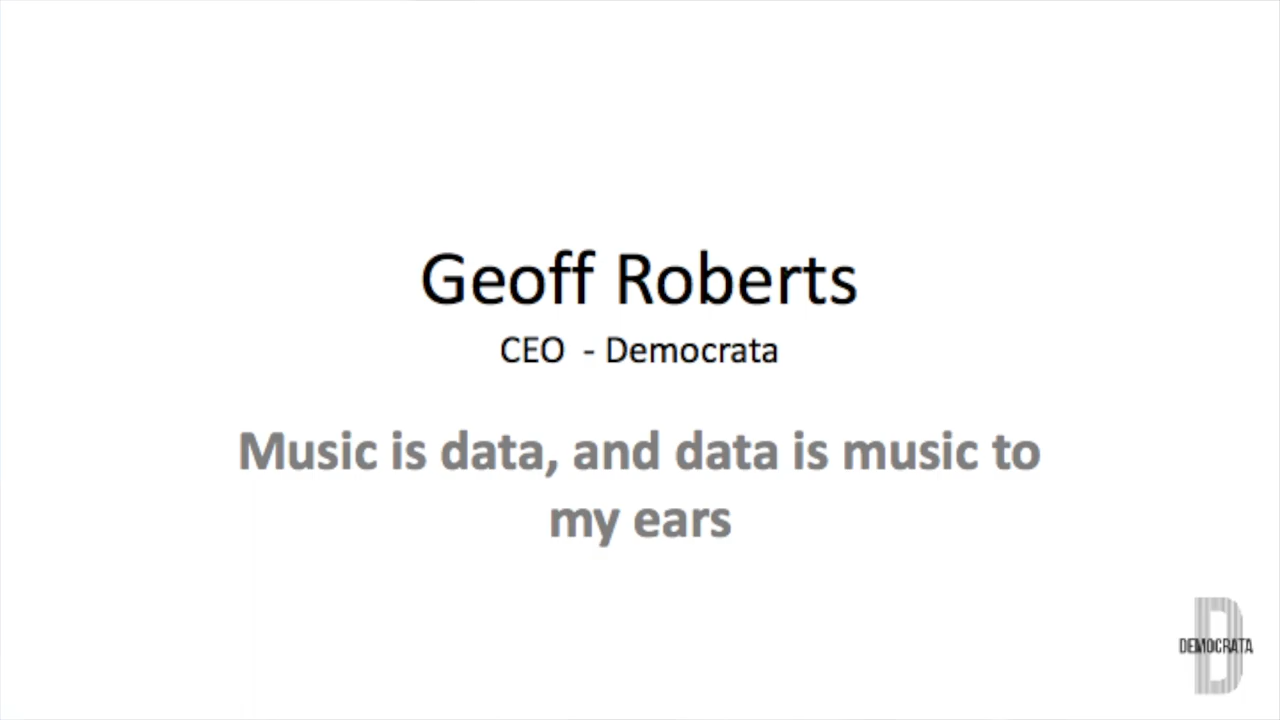 Geoff Roberts
CEO  - Democrata
Music is data, and data is music to
my ears
DEMOCRATA